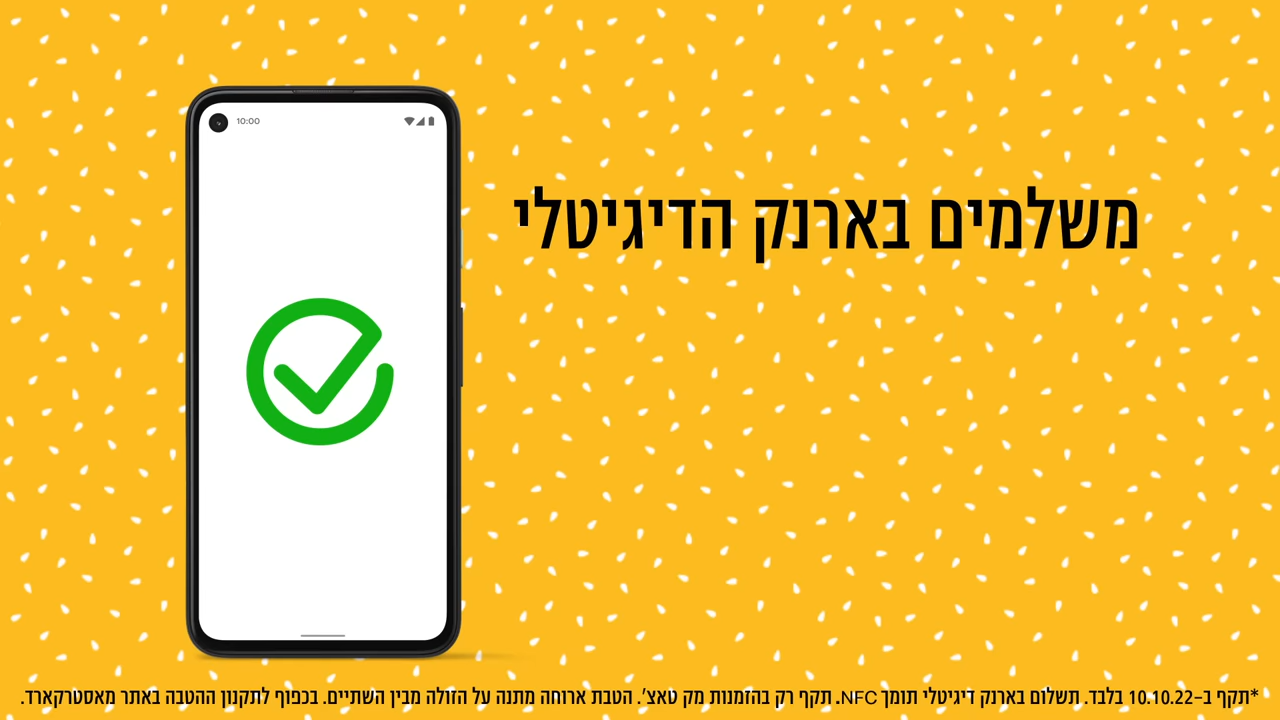 10:00
משלמים בארנק הדיגיטלי
*תקף ב-10.10.22 בלבד. תשלום בארנק דיגיטלי תומך NFC. תקף רק בהזמנות מק טאצ'. הטבת ארוחה מתנה על הזולה מבין השתיים. בכפוף לתקנון ההטבה באתר מאסטרקארד.